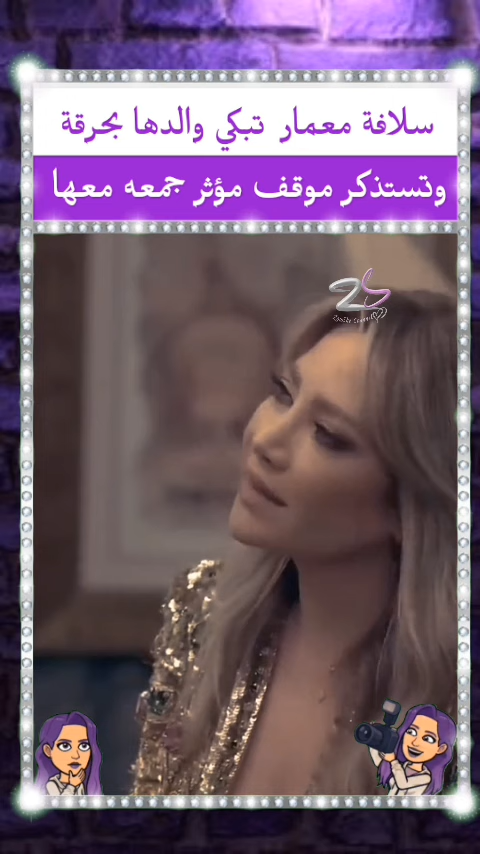 سلافة معمار تبكي والدها بحرقة
وتستذكر موقف مؤثر جمعه معها